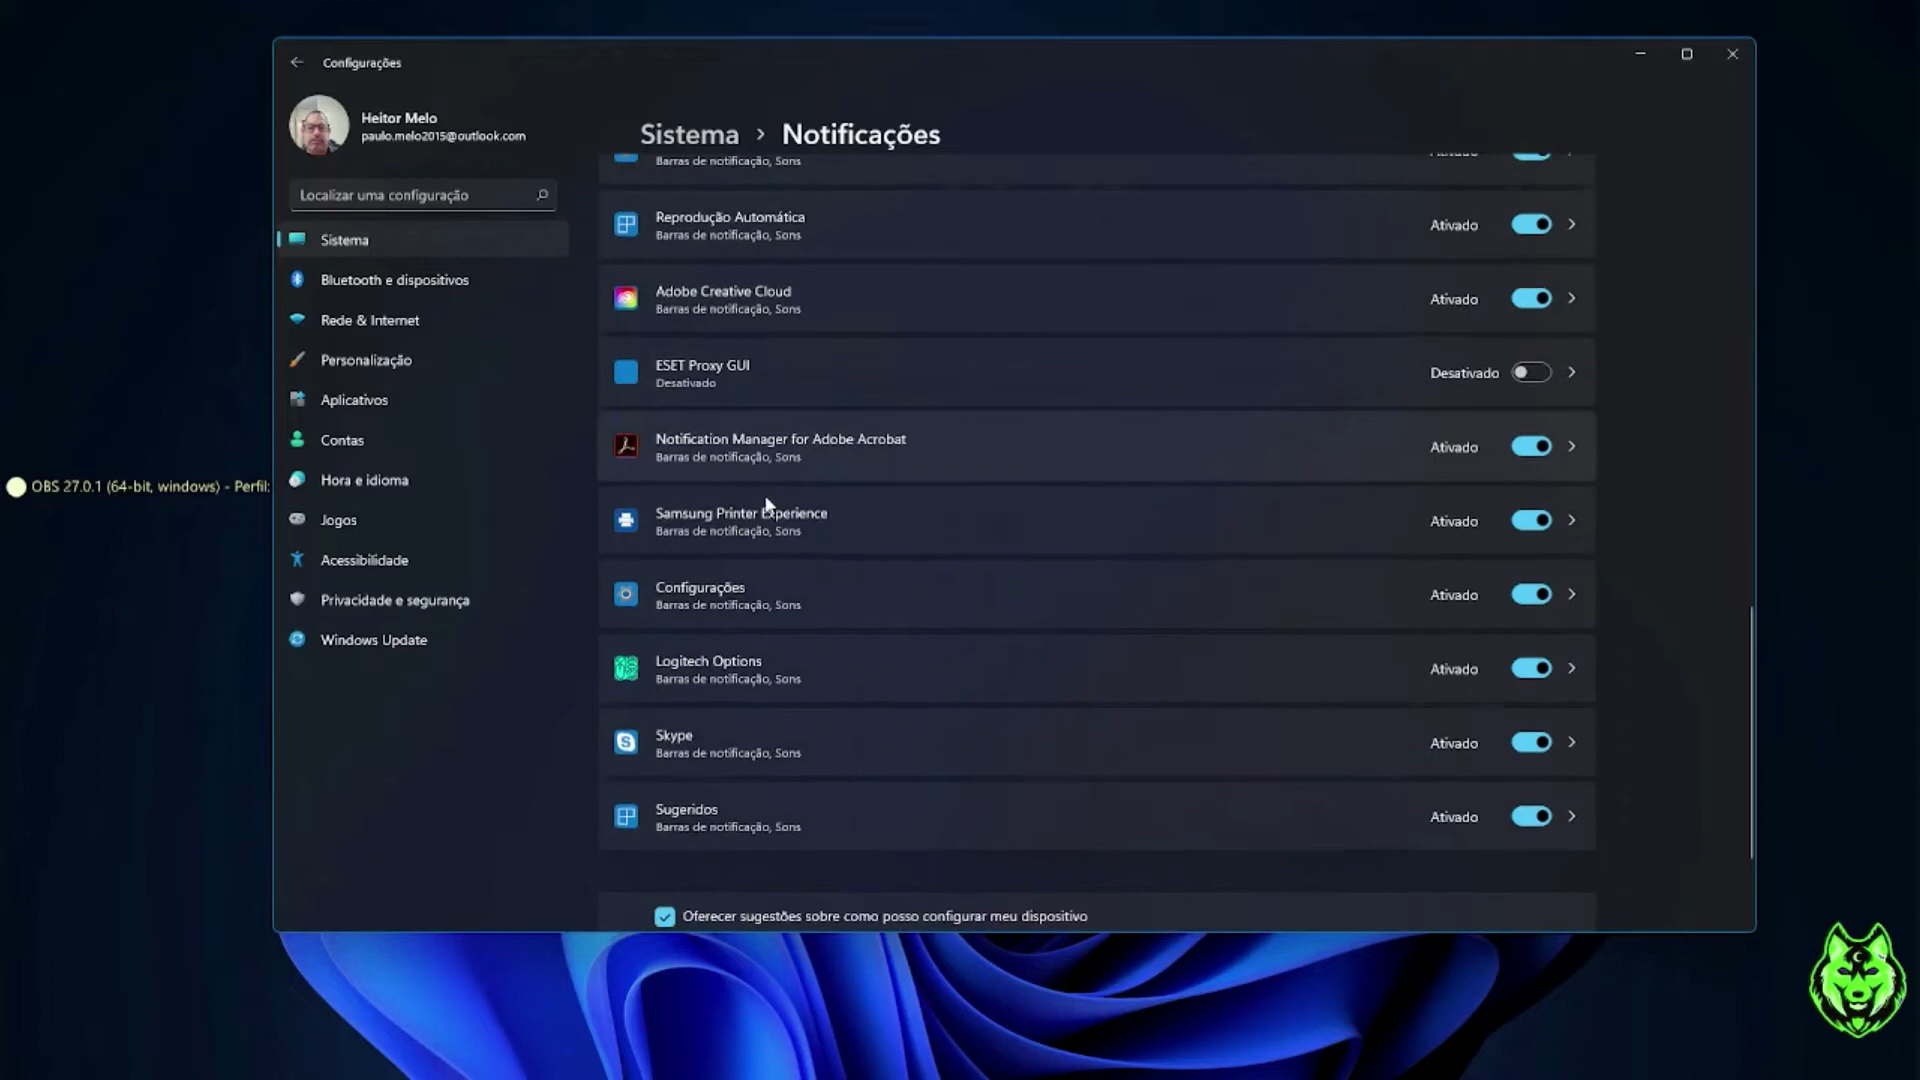 Configurações
Heitor Melo
paulo.melo2015@outlook.com
Localizar uma configuração
Sistema
Bluetooth e dispositivos
Rede & Internet
Personalização
Aplicativos
Contas
Hora e idioma
Jogos
Acessibilidade
Privacidade e segurança
Windows Update
OBS 27.0.1 (64-bit, windows) - Perfil:
Sistema > Notificações
Barras de notificação, Sons
Ativado
Reprodução Automática
Barras de notificação, Sons
Ativado
Adobe Creative Cloud
Barras de notificação, Sons
Ativado
ESET Proxy GUI
Desativado
Desativado
Notification Manager for Adobe Acrobat
Barras de notificação, Sons
Ativado
Samsung Printer Experience
Barras de notificação, Sons
Ativado
Configurações
Barras de notificação, Sons
Ativado
Logitech Options
Barras de notificação, Sons
Ativado
Skype
Barras de notificação, Sons
Ativado
Sugeridos
Barras de notificação, Sons
Ativado
Oferecer sugestões sobre como posso configurar meu dispositivo